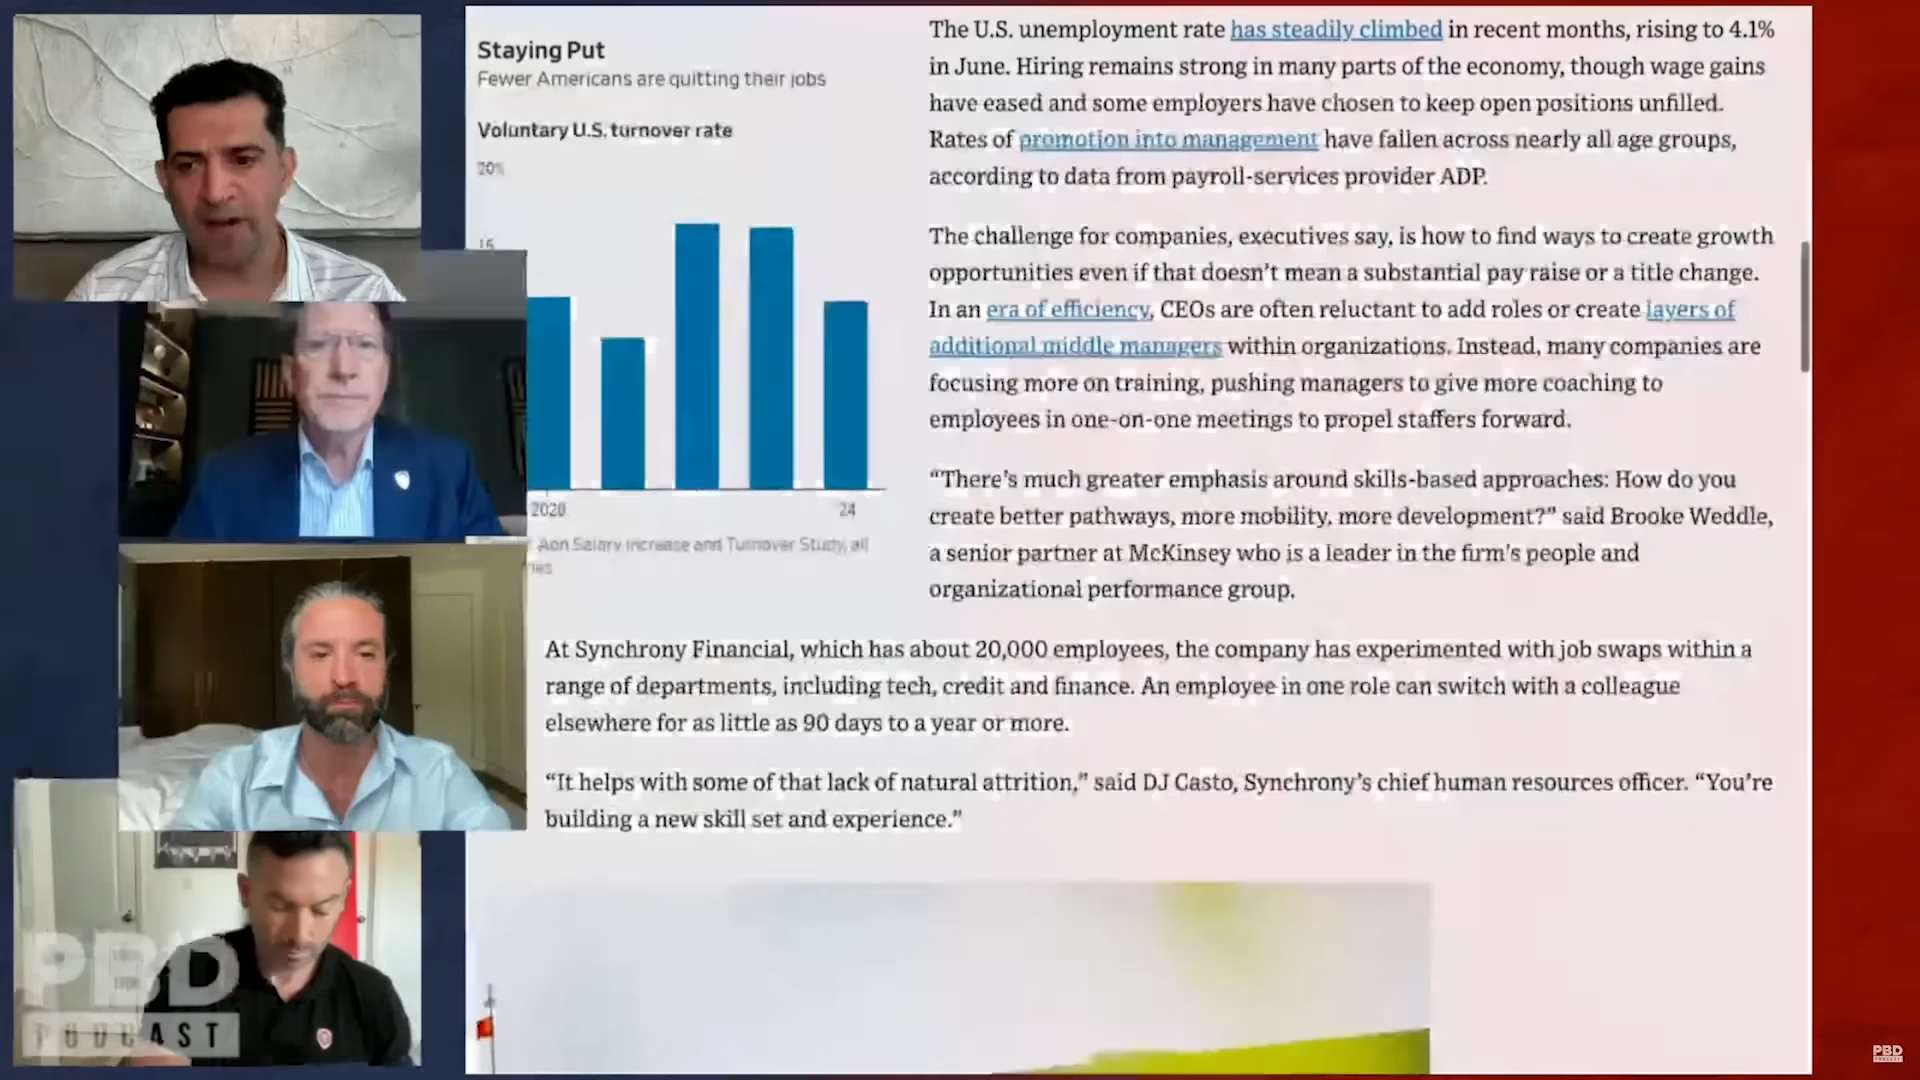 Staying Put
Fewer Americans are quitting their jobs
Voluntary U.S. turnover rate
20%
15
2020
24
Aon Salary Increase and Turnover Study, all
The U.S. unemployment rate has steadily climbed in recent months, rising to 4.1%
in June. Hiring remains strong in many parts of the economy, though wage gains
have eased and some employers have chosen to keep open positions unfilled.
Rates of promotion into management have fallen across nearly all age groups,
according to data from payroll-services provider ADP.
The challenge for companies, executives say, is how to find ways to create growth
opportunities even if that doesn’t mean a substantial pay raise or a title change.
In an era of efficiency, CEOs are often reluctant to add roles or create layers of
additional middle managers within organizations. Instead, many companies are
focusing more on training, pushing managers to give more coaching to
employees in one-on-one meetings to propel staffers forward.
“There’s much greater emphasis around skills-based approaches: How do you
create better pathways, more mobility, more development?” said Brooke Weddle,
a senior partner at McKinsey who is a leader in the firm’s people and
organizational performance group.
At Synchrony Financial, which has about 20,000 employees, the company has experimented with job swaps within a
range of departments, including tech, credit and finance. An employee in one role can switch with a colleague
elsewhere for as little as 90 days to a year or more.
“It helps with some of that lack of natural attrition,” said DJ Casto, Synchrony’s chief human resources officer. “You’re
building a new skill set and experience.”
PBD
PODCAST
PBD
PODCAST